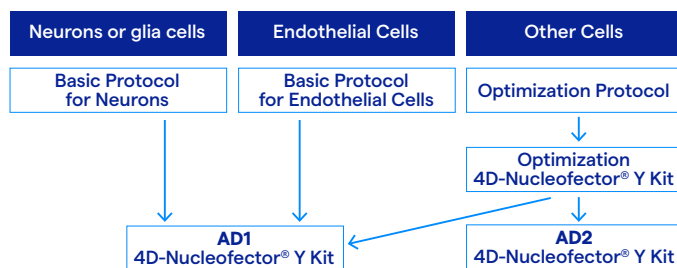 Neurons or glia cells
Endothelial Cells
Other Cells
Basic Protocol
for Neurons
Basic Protocol
for Endothelial Cells
Optimization Protocol
Optimization
4D-Nucleofector® Y Kit
AD1
4D-Nucleofector® Y Kit
AD2
4D-Nucleofector® Y Kit